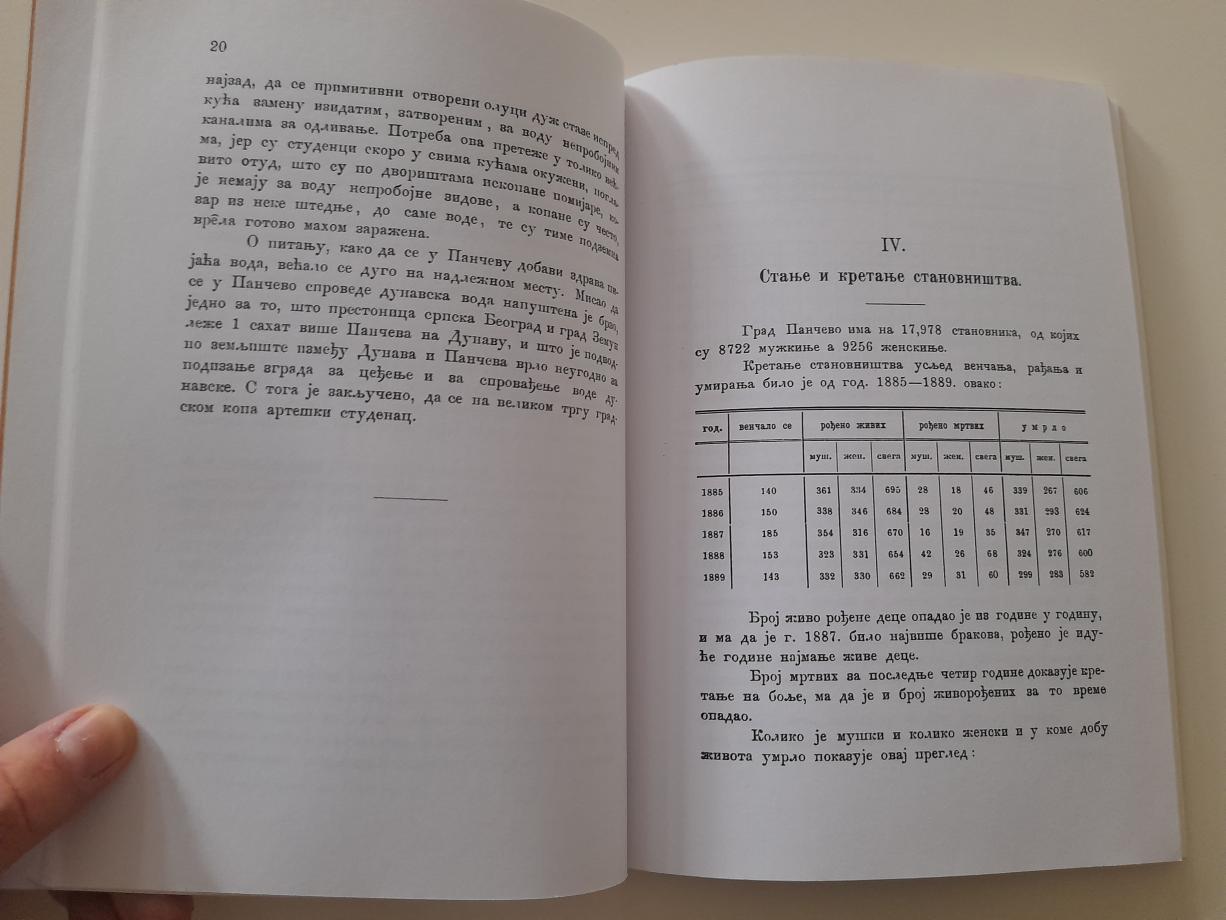 20
најзад, да се примитивни отворени олуци дуж стазе испред
кућа замену изидатим, затвореним, за воду непробојним
каналима за одливање. Потреба ова претеже у толико већ-
ма, јер су студенци скоро у свима кућама окужени, погла-
вито отуд, што су по двориштама ископане помијаре, ко-
је немају за воду непробојне зидове, а копане су често,
вар из неке штедње, до саме воде, те су тиме подземна
врела готово махом заражена.
О питању, како да се у Панчеву добави здрава пи-
јаћа вода, већало се дуго на надлежном месту. Мисао да
се у Панчево спроведе дунавска вода напуштена је брзо,
једно за то, што престоница српска Београд и град Земун
леже 1 сахат више Панчева на Дунаву, и што је подвод-
но земљиште између Дунава и Панчева врло неугодно за
подизање зграда за цеђење и за спровађење воде ду-
навске. С тога је закључено, да се на великом тргу град-
ском копа артешки студенац.
IV.
Стање и кретање становништва.
Град Панчево има на 17,978 становника, од којих
су 8722 мужкиње а 9256 женскиње.
Кретање становништва усљед венчања, рађања и
умирања било је од год. 1885—1889. овако:
год. венчало се рођено живих рођено мртвих умрло
муш. жен. свега муш. жен. свега муш. жен. свега
1885 140 361 334 695 28 18 46 339 267 606
1886 150 338 346 684 28 20 48 331 293 624
1887 185 354 316 670 16 19 35 347 270 617
1888 153 323 331 654 42 26 68 324 276 600
1889 143 332 330 662 29 31 60 299 283 582
Број живо рођене деце опадао је из године у годину,
и ма да је г. 1887. било највише бракова, рођено је иду-
ће године најмање живе деце.
Број мртвих за последње четир године доказује кре-
тање на боље, ма да је и број живорођених за то време
опадао.
Колико је мушки и колико женски и у коме добу
живота умрло показује овај преглед: